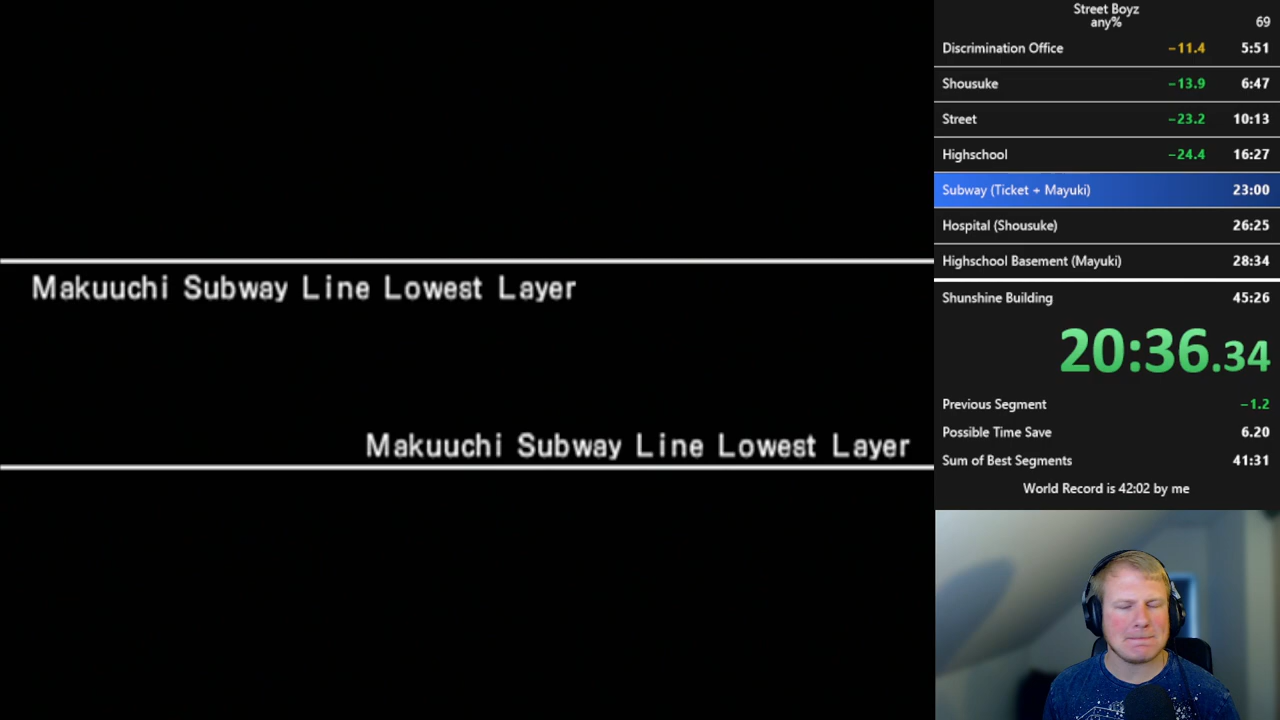 Makuuchi Subway Line Lowest Layer
Makuuchi Subway Line Lowest Layer
Street Boyz
any% 69
Discrimination Office -11.4 5:51
Shousuke -13.9 6:47
Street -23.2 10:13
Highschool -24.4 16:27
Subway (Ticket + Mayuki) 23:00
Hospital (Shousuke) 26:25
Highschool Basement (Mayuki) 28:34
Shunshine Building 45:26
20:36.34
Previous Segment -1.2
Possible Time Save 6.20
Sum of Best Segments 41:31
World Record is 42:02 by me